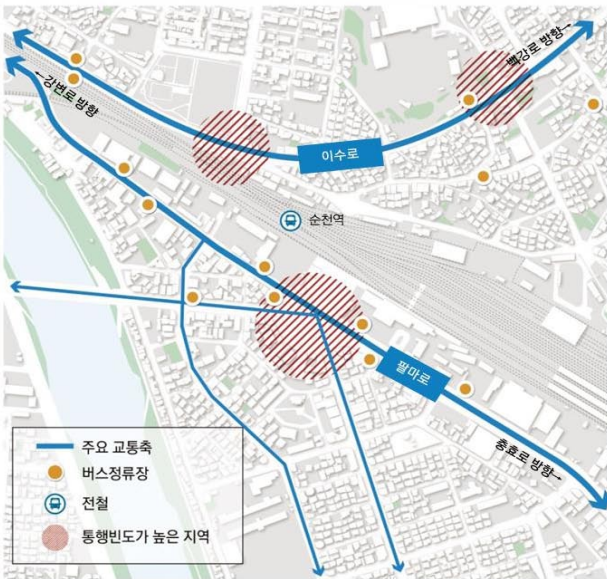 백강로 방향→
←강변로 방향
이수로
순천역
팔마로
충효로 방향→
주요 교통축
버스정류장
전철
통행빈도가 높은 지역